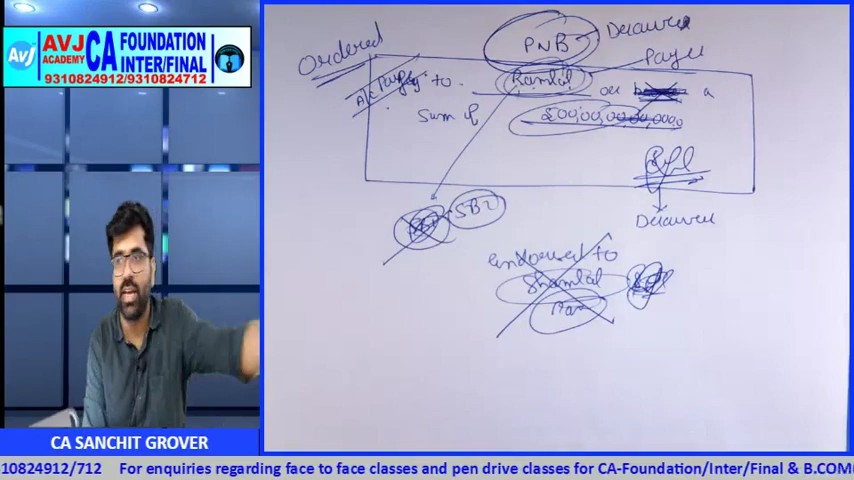 AVJ
ACADEMY
CA FOUNDATION
INTER/FINAL
9310824912/9310824712
AVJ
Ordered
PNB
Payee
A/c Payee
to
Ramlal
or
a
Sum of
SBI
endorsed to
Shamlal
CA SANCHIT GROVER
10824912/712 For enquiries regarding face to face classes and pen drive classes for CA-Foundation/Inter/Final & B.COM